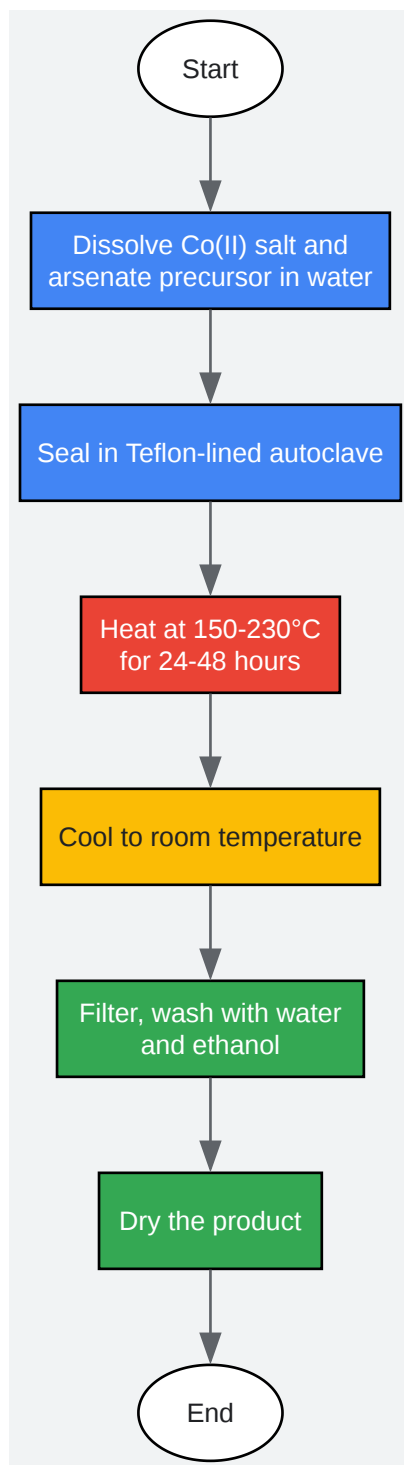 Start
Dissolve Co(II) salt and
arsenate precursor in water
Seal in Teflon-lined autoclave
Heat at 150-230°C
for 24-48 hours
Cool to room temperature
Filter, wash with water
and ethanol
Dry the product
End